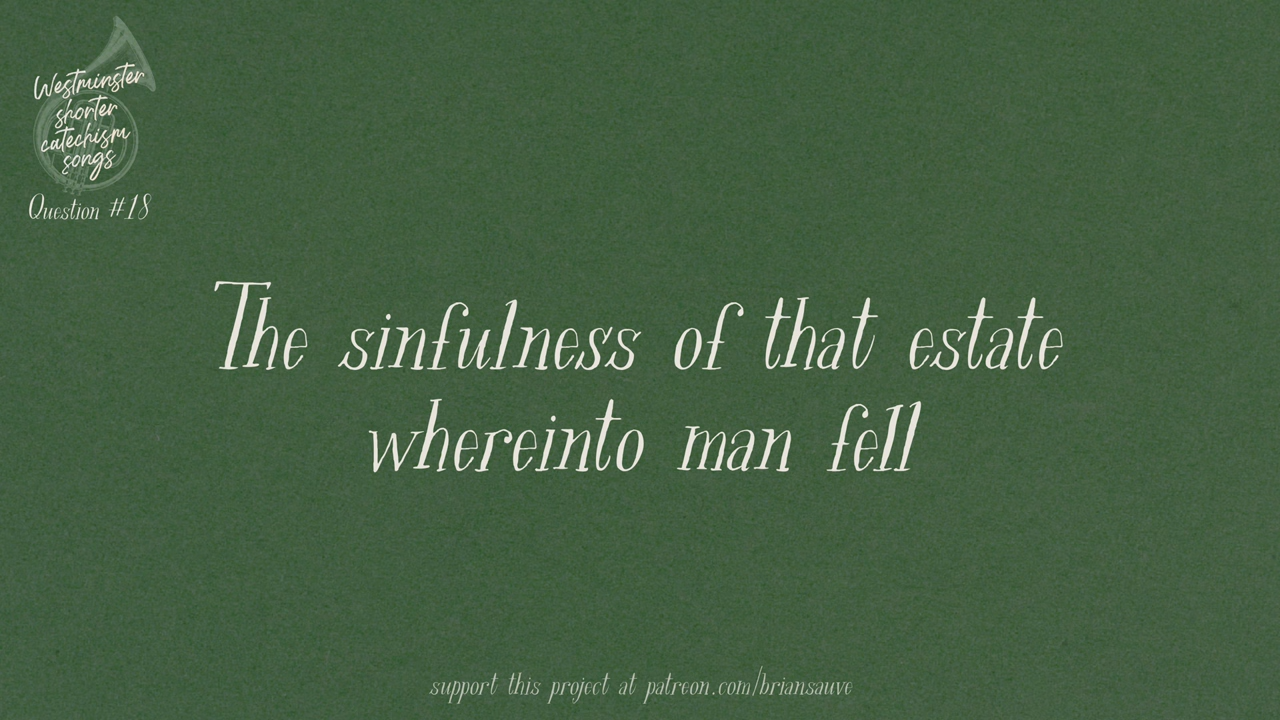 Westminster
shorter
catechism
songs
Question #18
The sinfulness of that estate
whereinto man fell
support this project at patreon.com/briansauve